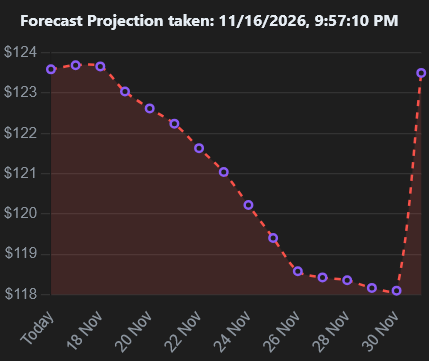 Forecast Projection taken: 11/16/2026, 9:57:10 PM
$124
$123
$122
$121
$120
$119
$118
Today
18 Nov
20 Nov
22 Nov
24 Nov
26 Nov
28 Nov
30 Nov